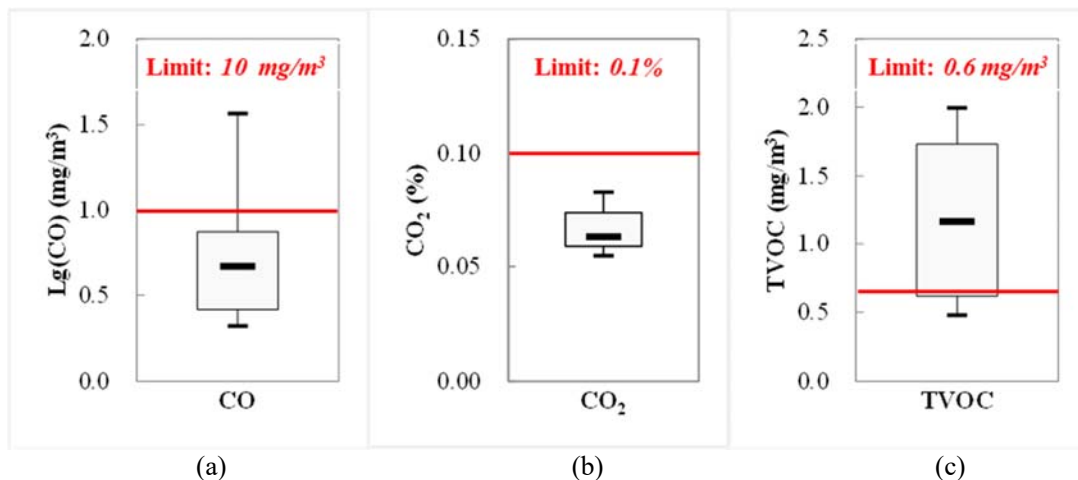 2.0
1.5
1.0
0.5
0.0
Lg(CO) (mg/m³)
Limit: 10 mg/m³
CO
0.15
0.10
0.05
0.00
CO₂ (%)
Limit: 0.1%
CO₂
2.5
2.0
1.5
1.0
0.5
0.0
TVOC (mg/m³)
Limit: 0.6 mg/m³
TVOC
(a)
(b)
(c)